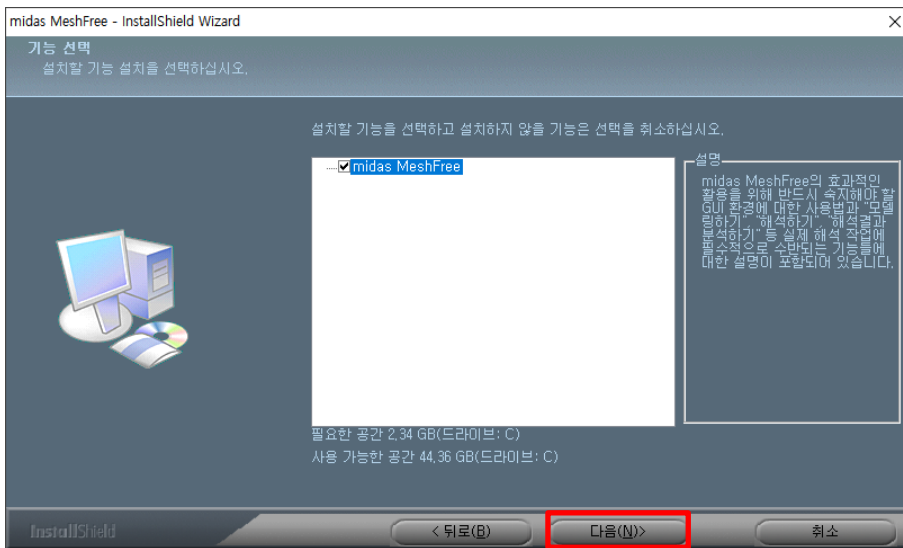 midas MeshFree - InstallShield Wizard
기능 선택
설치할 기능 설치를 선택하십시오.
설치할 기능을 선택하고 설치하지 않을 기능은 선택을 취소하십시오.
midas MeshFree
설명
midas MeshFree의 효과적인
활용을 위해 반드시 숙지해야 할
GUI 환경에 대한 사용법과 "모델
링하기", "해석하기", "해석결과
분석하기" 등 실제 해석 작업에
필수적으로 수반되는 기능들에
대한 설명이 포함되어 있습니다.
필요한 공간 2.34 GB(드라이브: C)
사용 가능한 공간 44.36 GB(드라이브: C)
InstallShield
< 뒤로(B)
다음(N)>
취소